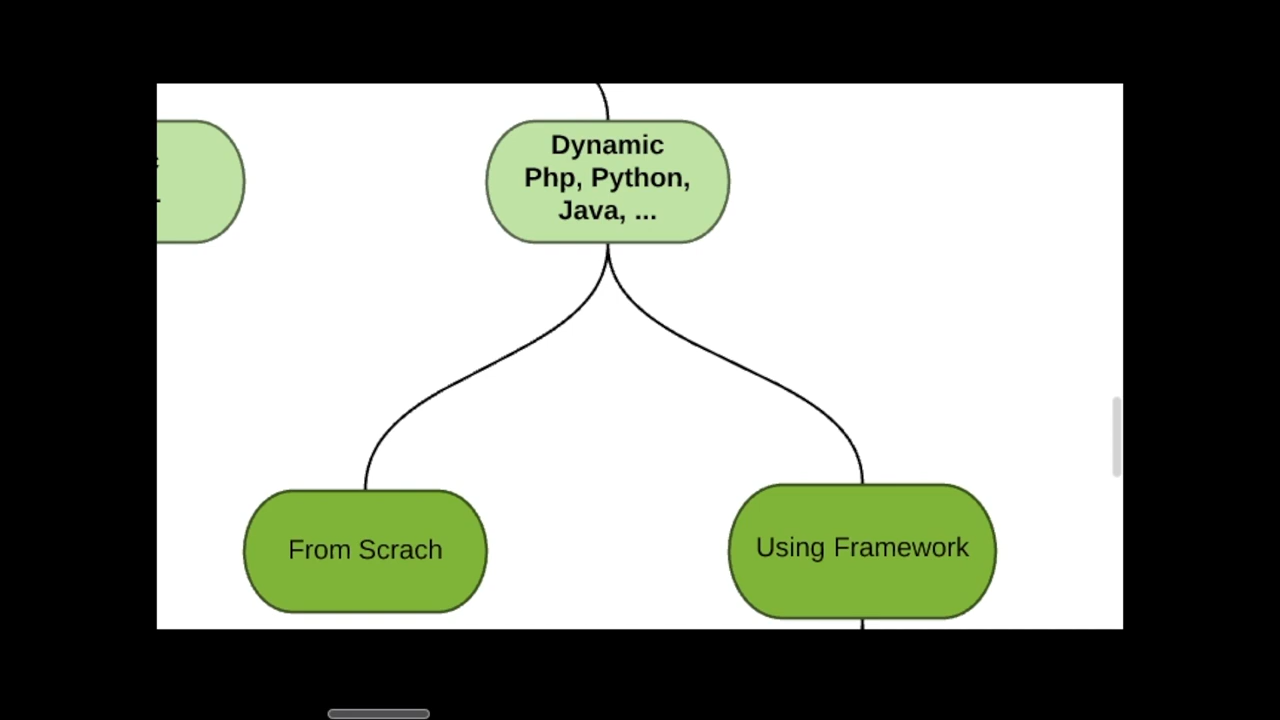 Dynamic
Php, Python,
Java, ...
From Scrach
Using Framework